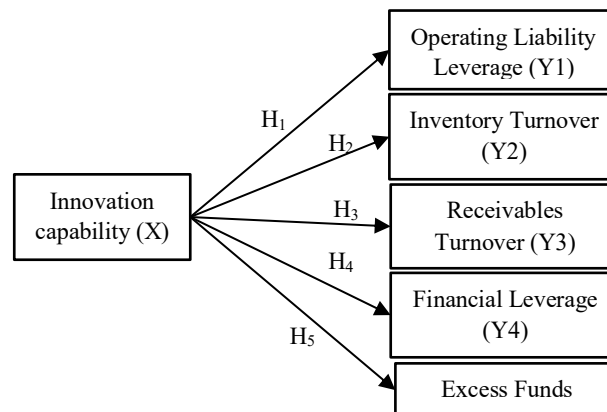 Operating Liability
Leverage (Y1)
H1
Inventory Turnover
(Y2)
H2
Innovation
capability (X)
H3
Receivables
Turnover (Y3)
H4
Financial Leverage
(Y4)
H5
Excess Funds